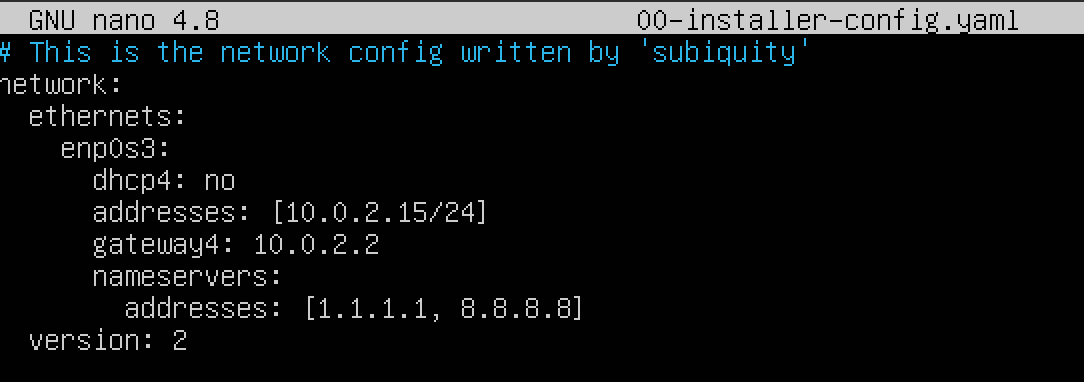 GNU nano 4.8 00-installer-config.yaml
# This is the network config written by 'subiquity'
network:
  ethernets:
    enp0s3:
      dhcp4: no
      addresses: [10.0.2.15/24]
      gateway4: 10.0.2.2
      nameservers:
        addresses: [1.1.1.1, 8.8.8.8]
  version: 2